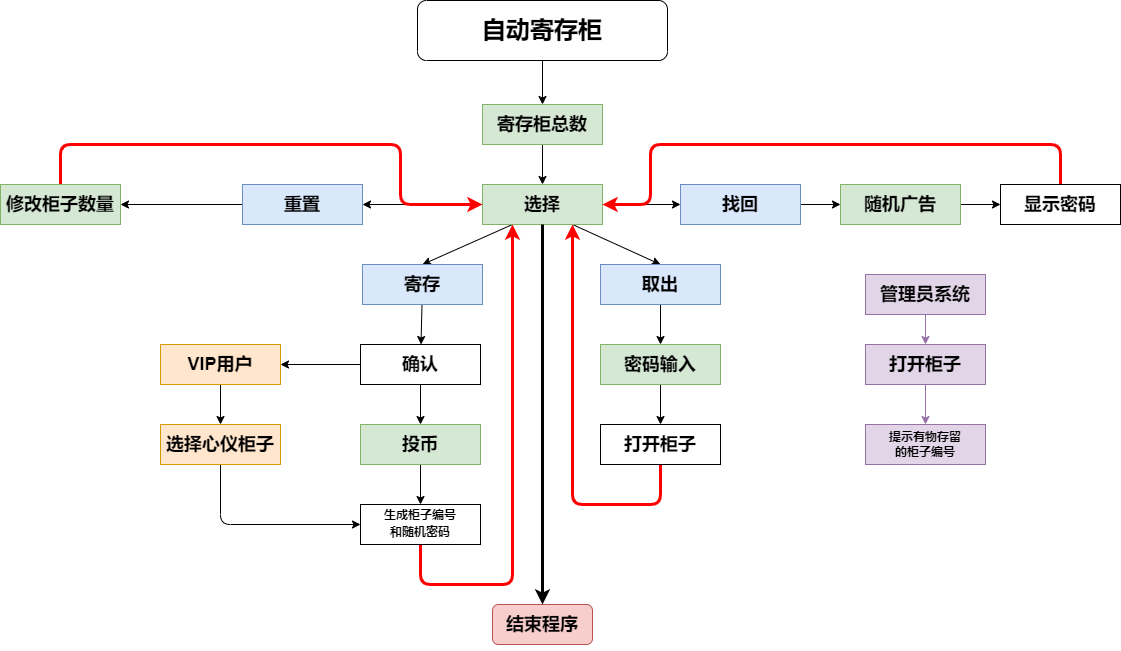 自动寄存柜
寄存柜总数
修改柜子数量
重置
选择
找回
随机广告
显示密码
寄存
取出
管理员系统
VIP用户
确认
密码输入
打开柜子
选择心仪柜子
投币
打开柜子
提示有物存留
的柜子编号
生成柜子编号
和随机密码
结束程序